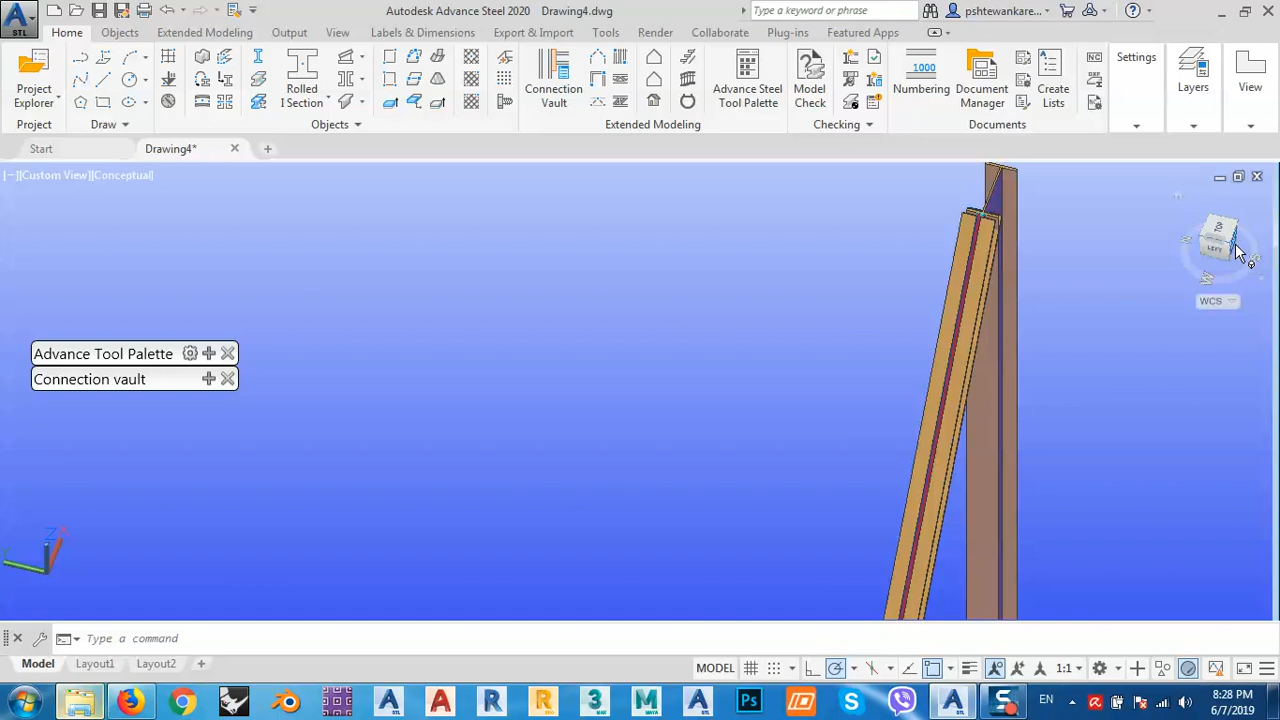 Autodesk Advance Steel 2020 Drawing4.dwg
Type a keyword or phrase
pshtewankare...
STL
Home Objects Extended Modeling Output View Labels & Dimensions Export & Import Tools Render Collaborate Plug-ins Featured Apps
Project Explorer
Rolled I Section
Connection Vault
Advance Steel Tool Palette
Model Check
1000
Numbering
Document Manager
Create Lists
NC
DXF
Settings
Layers
View
Project Draw Objects Extended Modeling Checking Documents
Start Drawing4*
[−][Custom View][Conceptual]
LEFT
WCS
Advance Tool Palette
Connection vault
Z
Type a command
Model Layout1 Layout2
MODEL
1:1
EN
8:28 PM
6/7/2019